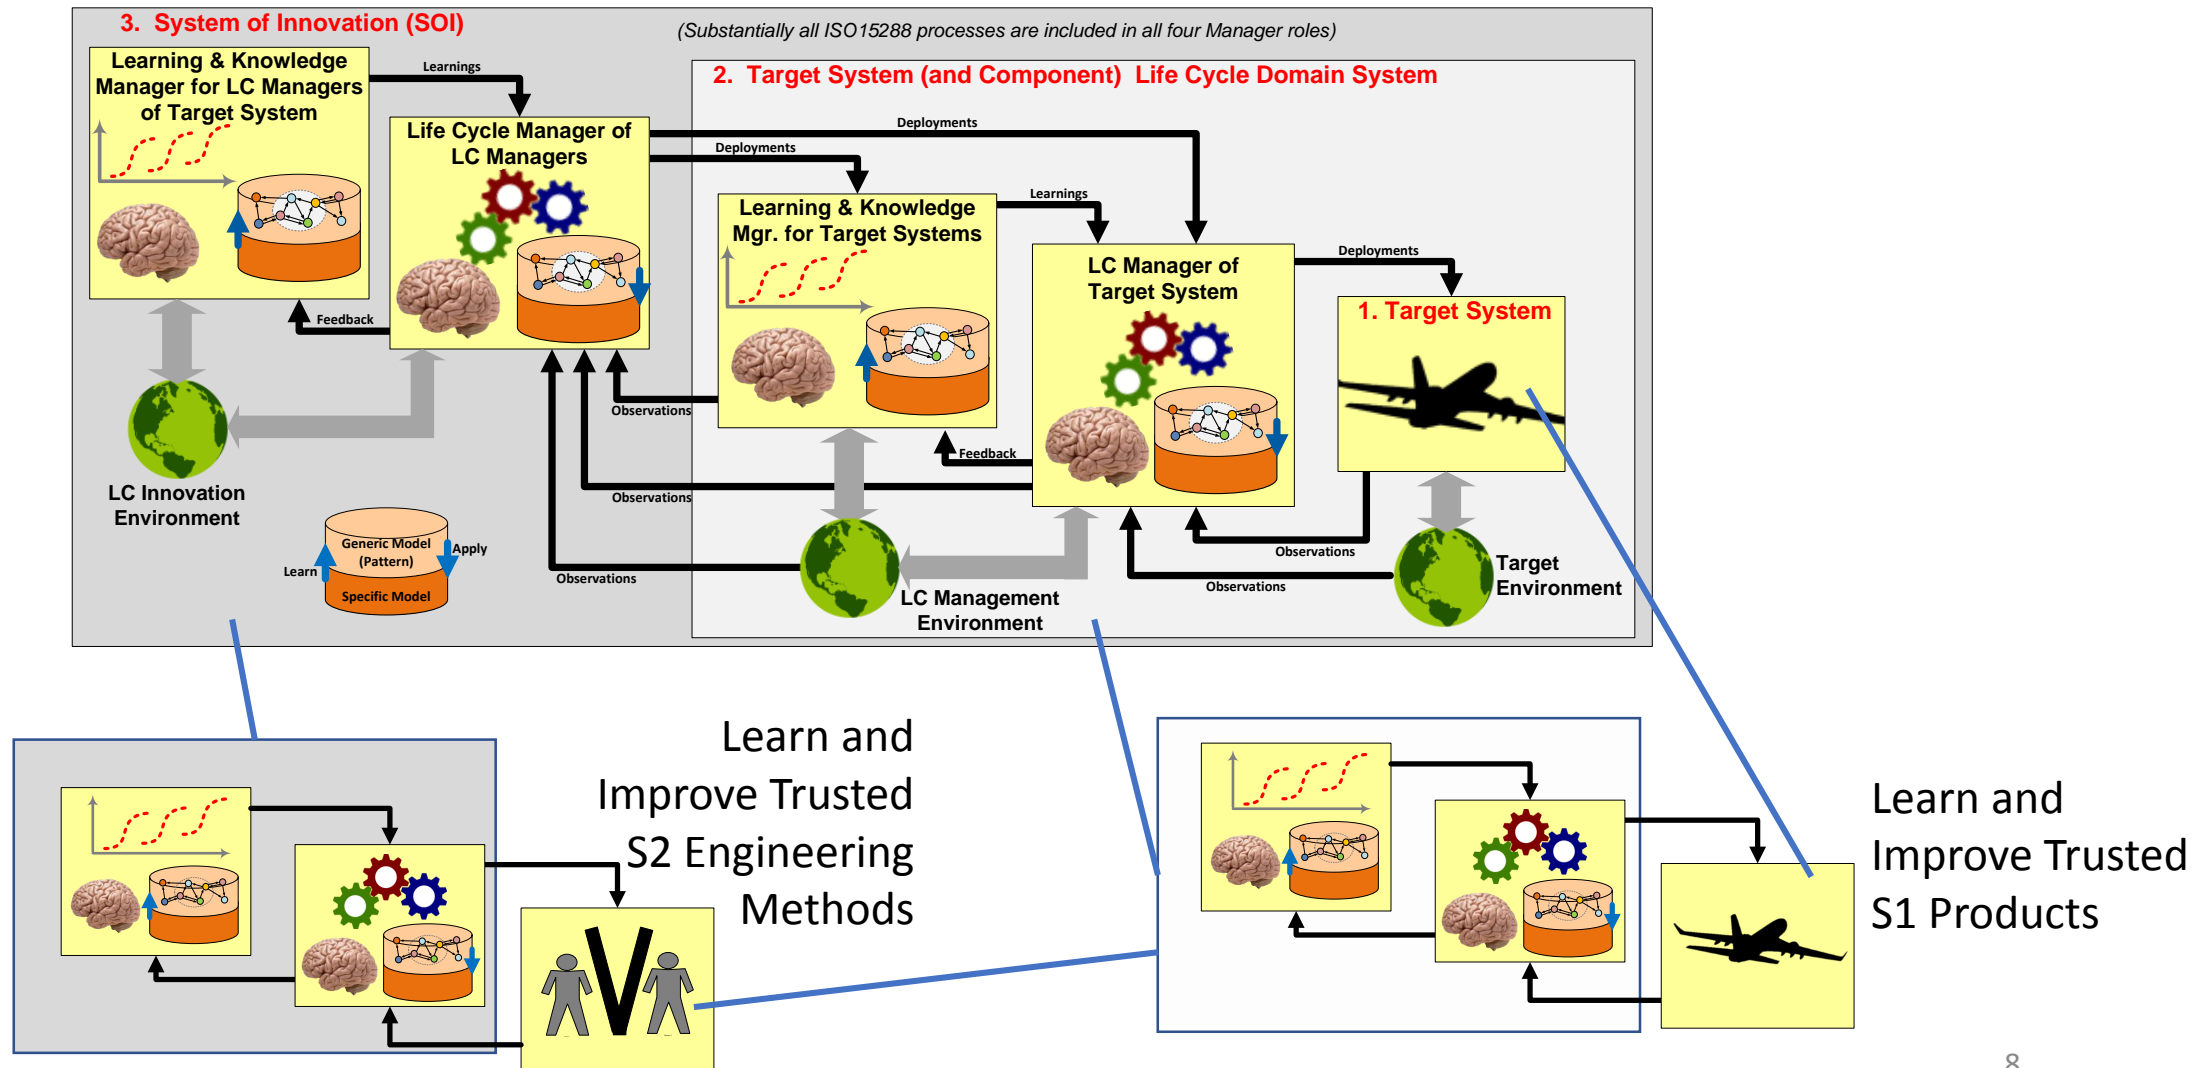 3. System of Innovation (SOI)
(Substantially all ISO15288 processes are included in all four Manager roles)
Learning & Knowledge
Manager for LC Managers
of Target System
Learnings
2. Target System (and Component) Life Cycle Domain System
Life Cycle Manager of
LC Managers
Deployments
Deployments
Learning & Knowledge
Mgr. for Target Systems
Learnings
LC Manager of
Target System
Deployments
1. Target System
Feedback
Observations
Feedback
Observations
Observations
Observations
Observations
LC Innovation
Environment
Generic Model
(Pattern)
Apply
Learn
Specific Model
LC Management
Environment
Target
Environment
Learn and
Improve Trusted
S2 Engineering
Methods
Learn and
Improve Trusted
S1 Products
8